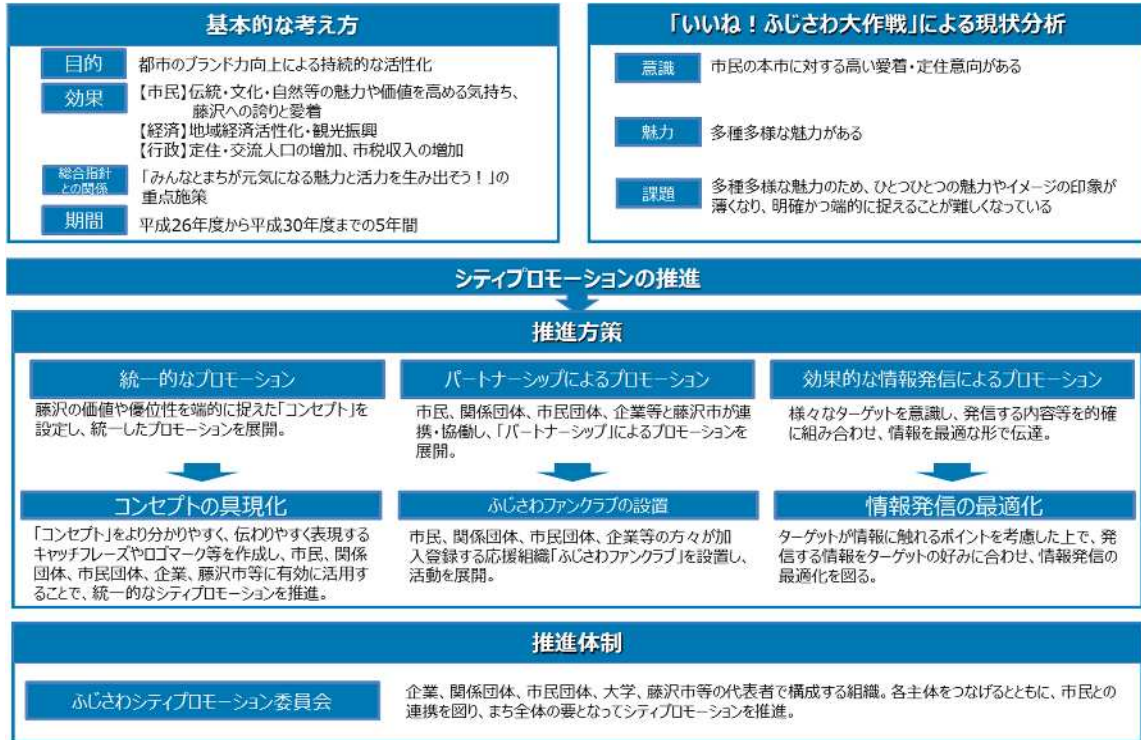 基本的な考え方
目的
都市のブランド力向上による持続的な活性化
効果
【市民】伝統・文化・自然等の魅力や価値を高める気持ち、
藤沢への誇りと愛着
【経済】地域経済活性化・観光振興
【行政】定住・交流人口の増加、市税収入の増加
総合指針
との関係
「みんなとまちが元気になる魅力と活力を生み出そう！」の
重点施策
期間
平成26年度から平成30年度までの5年間
「いいね！ふじさわ大作戦」による現状分析
意識
市民の本市に対する高い愛着・定住意向がある
魅力
多種多様な魅力がある
課題
多種多様な魅力のため、ひとつひとつの魅力やイメージの印象が
薄くなり、明確かつ端的に捉えることが難しくなっている
シティプロモーションの推進
推進方策
統一的なプロモーション
藤沢の価値や優位性を端的に捉えた「コンセプト」を
設定し、統一したプロモーションを展開。
コンセプトの具現化
「コンセプト」をより分かりやすく、伝わりやすく表現する
キャッチフレーズやロゴマーク等を作成し、市民、関係
団体、市民団体、企業、藤沢市等に有効に活用す
ることで、統一的なシティプロモーションを推進。
パートナーシップによるプロモーション
市民、関係団体、市民団体、企業等と藤沢市が連
携・協働し、「パートナーシップ」によるプロモーションを
展開。
ふじさわファンクラブの設置
市民、関係団体、市民団体、企業等の方々が加
入登録する応援組織「ふじさわファンクラブ」を設置し、
活動を展開。
効果的な情報発信によるプロモーション
様々なターゲットを意識し、発信する内容等を的確
に組み合わせ、情報を最適な形で伝達。
情報発信の最適化
ターゲットが情報に触れるポイントを考慮した上で、発
信する情報をターゲットの好みに合わせ、情報発信の
最適化を図る。
推進体制
ふじさわシティプロモーション委員会
企業、関係団体、市民団体、大学、藤沢市等の代表者で構成する組織。各主体をつなげるとともに、市民との
連携を図り、まち全体の要となってシティプロモーションを推進。